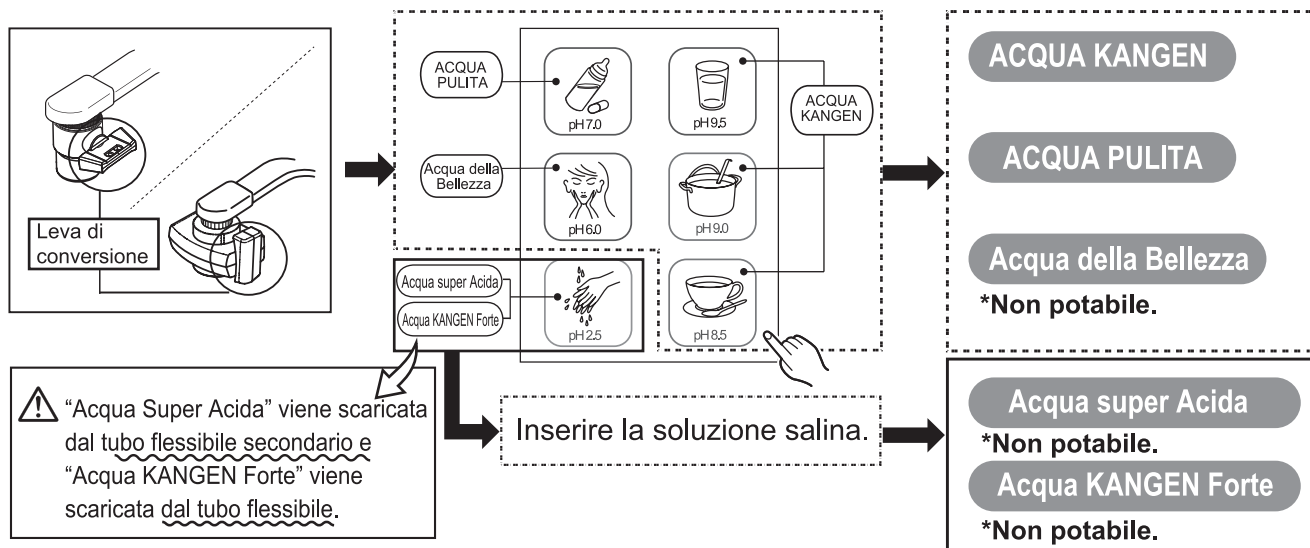 Leva di
conversione
ACQUA
PULITA
pH7.0
pH9.5
ACQUA
KANGEN
Acqua della
Bellezza
pH6.0
pH9.0
Acqua super Acida
Acqua KANGEN Forte
pH2.5
pH8.5
ACQUA KANGEN
ACQUA PULITA
Acqua della Bellezza
*Non potabile.
"Acqua Super Acida" viene scaricata
dal tubo flessibile secondario e
"Acqua KANGEN Forte" viene
scaricata dal tubo flessibile.
Inserire la soluzione salina.
Acqua super Acida
*Non potabile.
Acqua KANGEN Forte
*Non potabile.